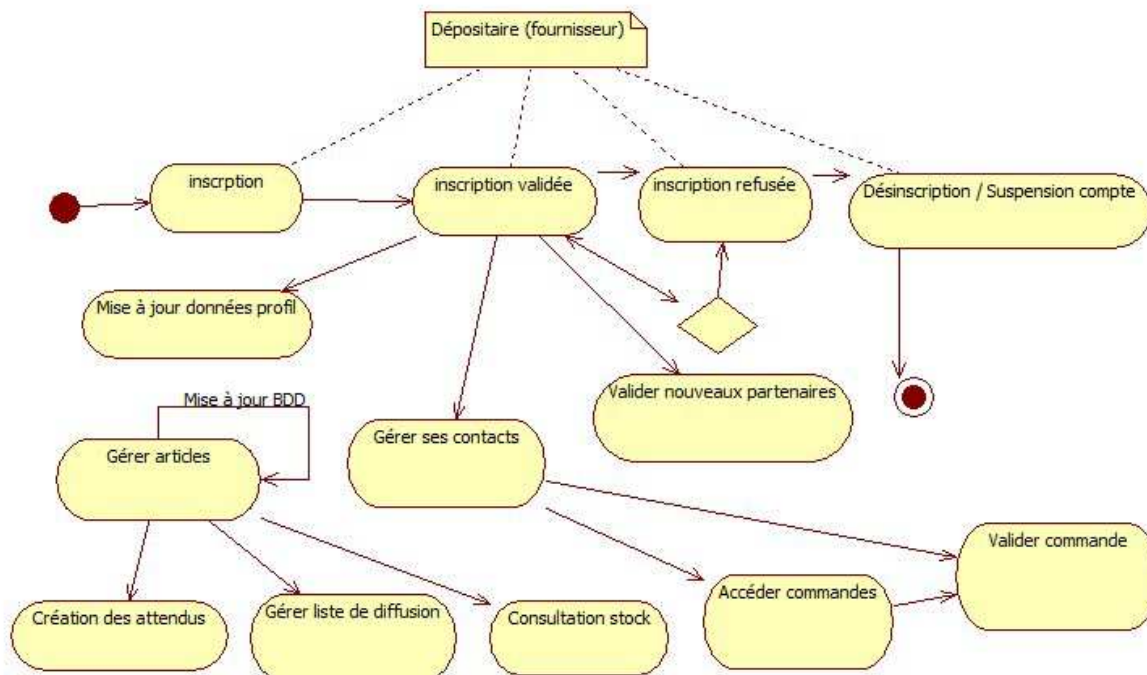 Dépositaire (fournisseur)
inscrption
inscription validée
inscription refusée
Désinscription / Suspension compte
Mise à jour données profil
Valider nouveaux partenaires
Mise à jour BDD
Gérer articles
Gérer ses contacts
Valider commande
Création des attendus
Gérer liste de diffusion
Consultation stock
Accéder commandes